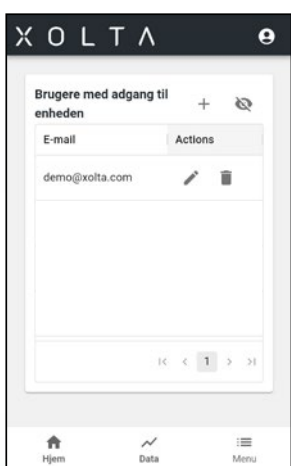 XOLTA
Brugere med adgang til
enheden
E-mail Actions
demo@xolta.com
1
Hjem Data Menu